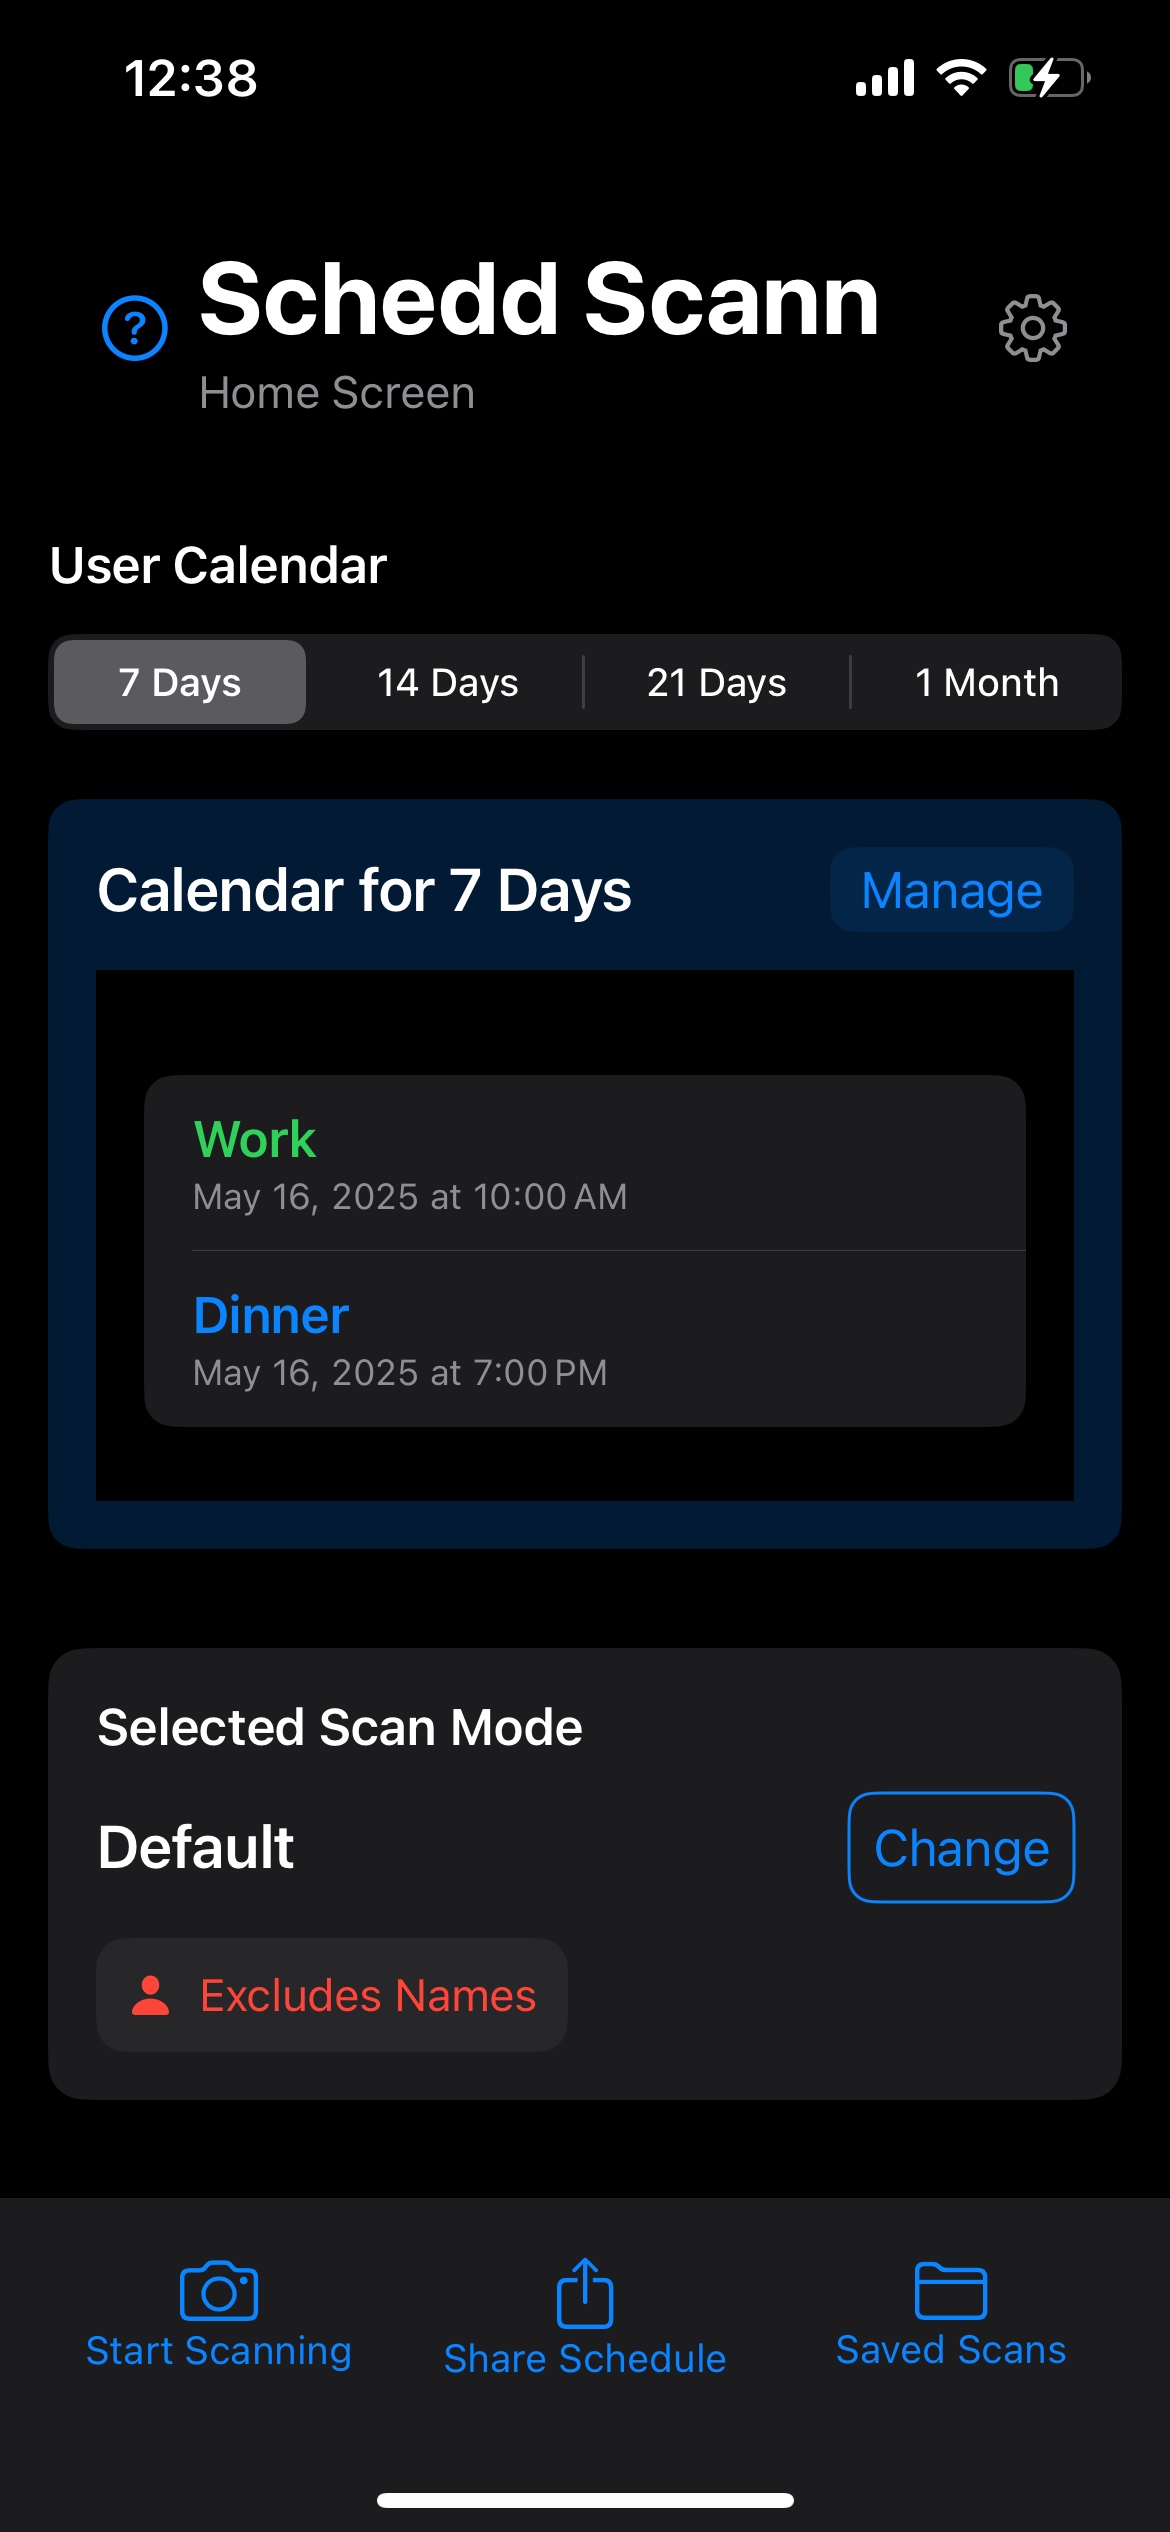 12:38
Schedd Scann
Home Screen
User Calendar
7 Days
14 Days
21 Days
1 Month
Calendar for 7 Days
Manage
Work
May 16, 2025 at 10:00 AM
Dinner
May 16, 2025 at 7:00 PM
Selected Scan Mode
Default
Change
Excludes Names
Start Scanning
Share Schedule
Saved Scans